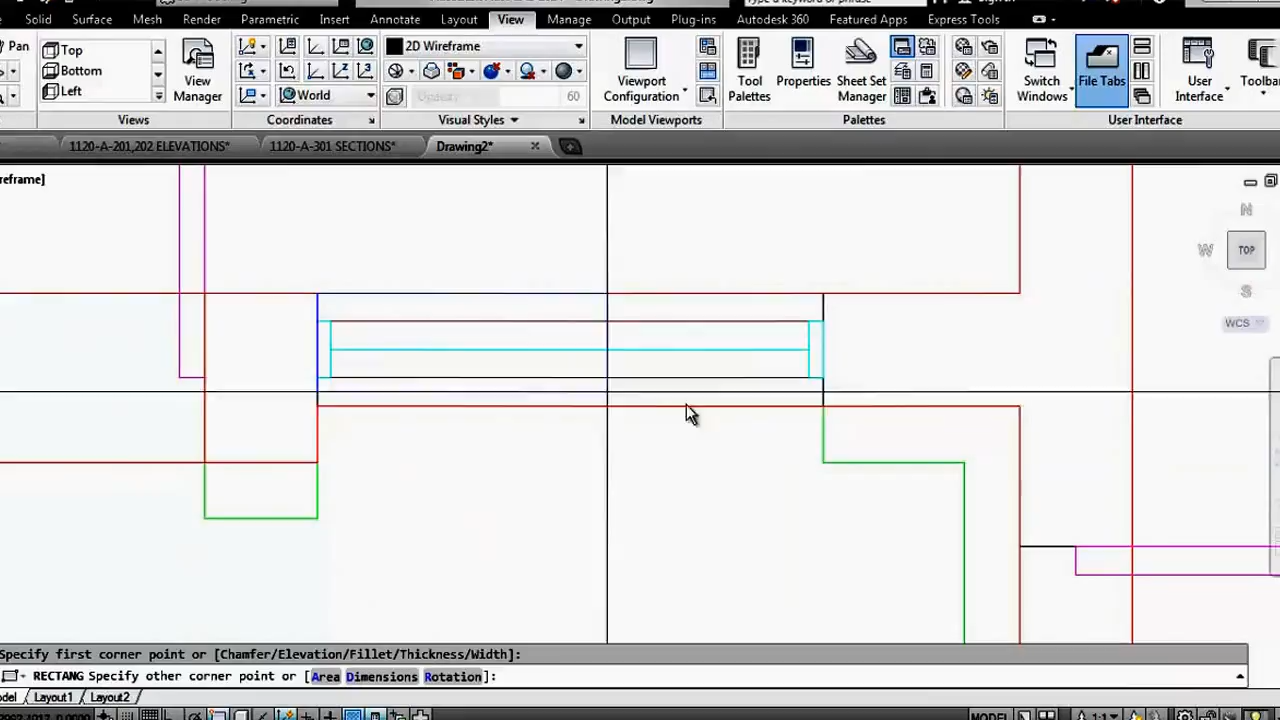 Solid Surface Mesh Render Parametric Insert Annotate Layout View Manage Output Plug-ins Autodesk 360 Featured Apps Express Tools
Pan
Top
Bottom
Left
View Manager
World
2D Wireframe
Opacity 60
Viewport Configuration
Tool Palettes
Properties
Sheet Set Manager
Switch Windows
File Tabs
User Interface
Views
Coordinates
Visual Styles
Model Viewports
Palettes
User Interface
1120-A-201,202 ELEVATIONS*
1120-A-301 SECTIONS*
Drawing2*
reframe]
N
W
TOP
S
WCS
Specify first corner point or [Chamfer/Elevation/Fillet/Thickness/Width]:
RECTANG Specify other corner point or [Area Dimensions Rotation]:
Layout1
Layout2
MODEL
1:1